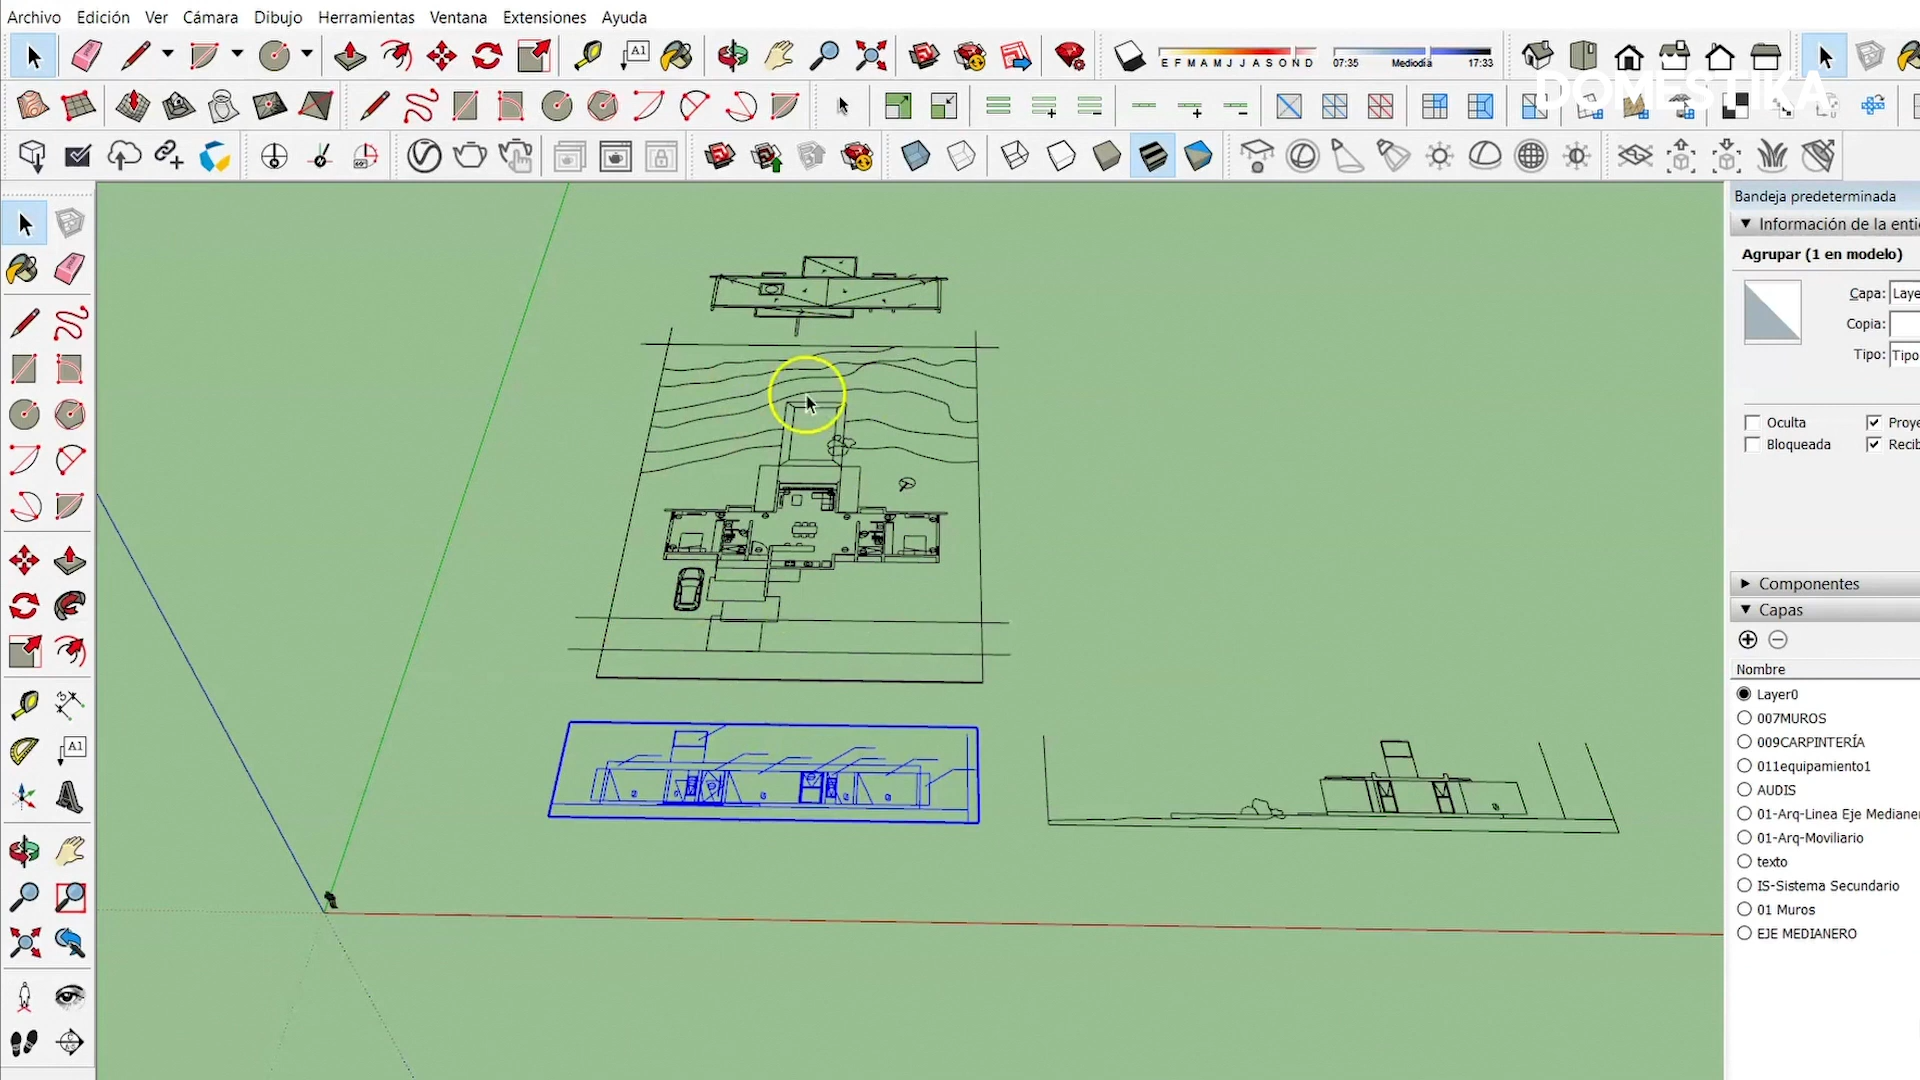 Archivo Edición Ver Cámara Dibujo Herramientas Ventana Extensiones Ayuda
A1
E F M A M J J A S O N D 07:35 Mediodía 17:33
DOMESTIKA
Bandeja predeterminada
Información de la enti
Agrupar (1 en modelo)
Capa: Laye
Copia:
Tipo: Tipo
Oculta Proye
Bloqueada Recib
Componentes
Capas
Nombre
Layer0
007MUROS
009CARPINTERÍA
011equipamiento1
AUDIS
01-Arq-Linea Eje Medianer
01-Arq-Moviliario
texto
IS-Sistema Secundario
01 Muros
EJE MEDIANERO
A1